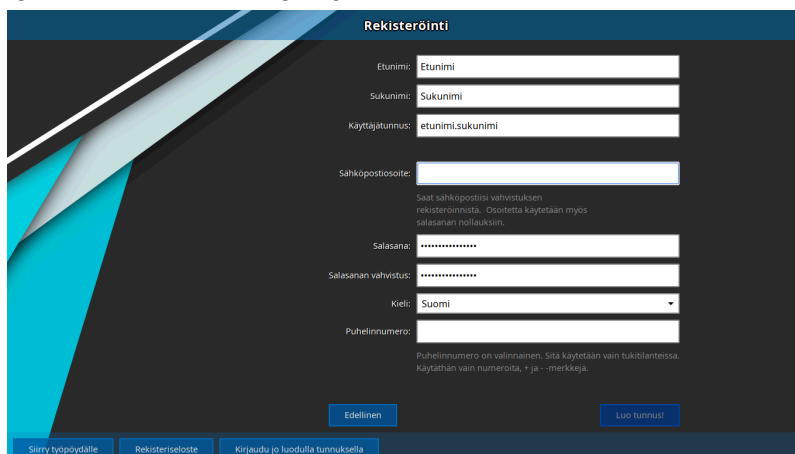 Rekisteröinti
Etunimi: Etunimi
Sukunimi: Sukunimi
Käyttäjätunnus: etunimi.sukunimi
Sähköpostiosoite:
Saat sähköpostiisi vahvistuksen
rekisteröinnistä. Osoitetta käytetään myös
salasanan nollauksiin.
Salasana: ••••••••••••••••
Salasanan vahvistus: ••••••••••••••••
Kieli: Suomi
Puhelinnumero:
Puhelinnumero on valinnainen. Sitä käytetään vain tukitilanteissa.
Käytäthän vain numeroita, + ja - -merkkejä.
Edellinen
Luo tunnus!
Siirry työpöydälle
Rekisteriseloste
Kirjaudu jo luodulla tunnuksella